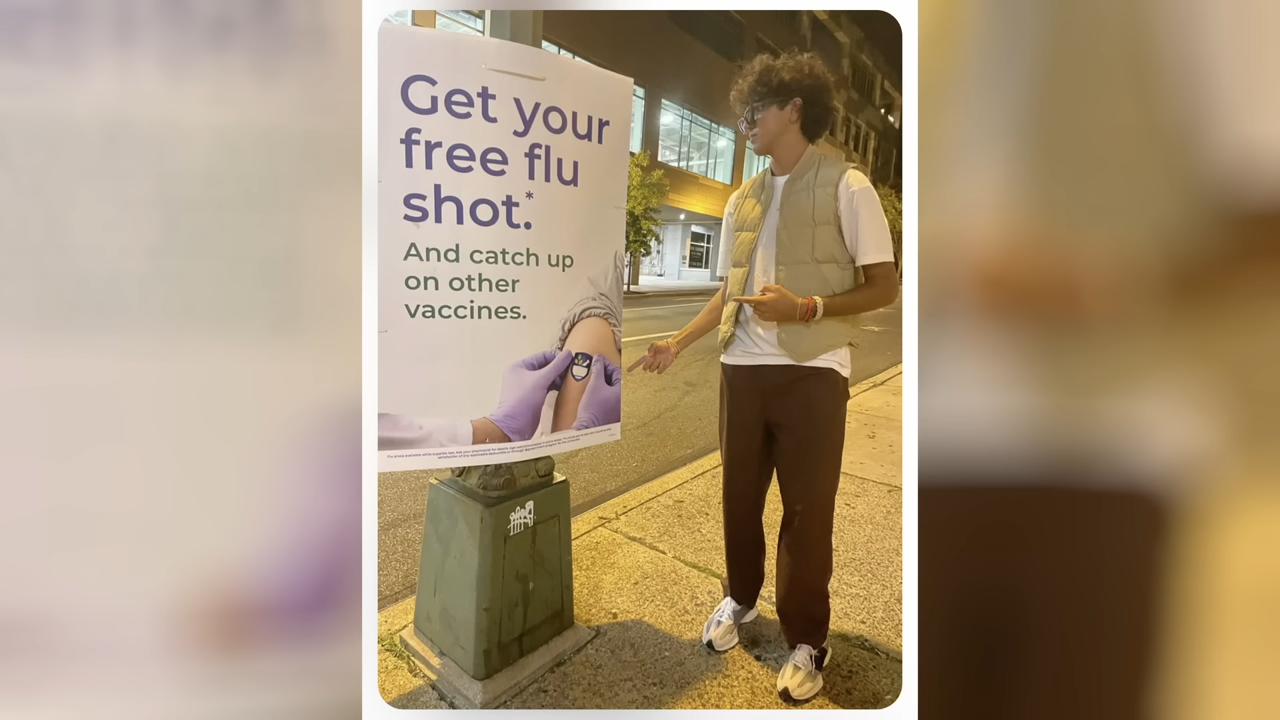 Get your
free flu
shot.*
And catch up
on other
vaccines.